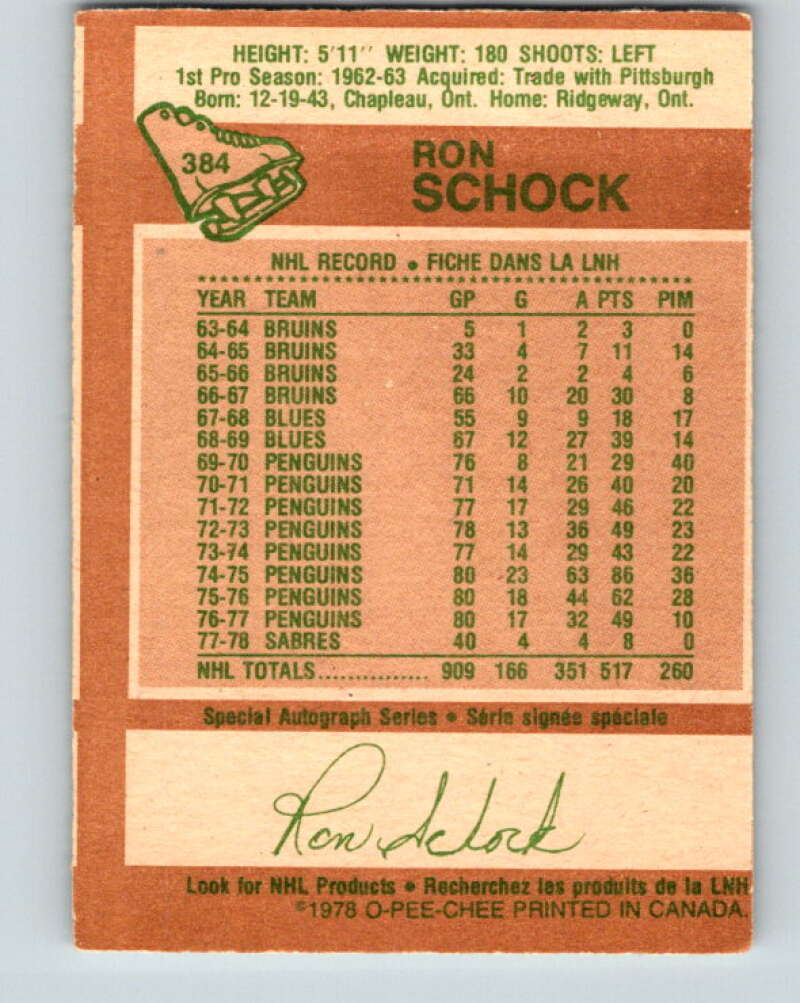 HEIGHT: 5'11'' WEIGHT: 180 SHOOTS: LEFT
1st Pro Season: 1962-63 Acquired: Trade with Pittsburgh
Born: 12-19-43, Chapleau, Ont. Home: Ridgeway, Ont.
384
RON
SCHOCK
NHL RECORD • FICHE DANS LA LNH
YEAR TEAM GP G A PTS PIM
63-64 BRUINS 5 1 2 3 0
64-65 BRUINS 33 4 7 11 14
65-66 BRUINS 24 2 2 4 6
66-67 BRUINS 66 10 20 30 8
67-68 BLUES 55 9 9 18 17
68-69 BLUES 67 12 27 39 14
69-70 PENGUINS 76 8 21 29 40
70-71 PENGUINS 71 14 26 40 20
71-72 PENGUINS 77 17 29 46 22
72-73 PENGUINS 78 13 36 49 23
73-74 PENGUINS 77 14 29 43 22
74-75 PENGUINS 80 23 63 86 36
75-76 PENGUINS 80 18 44 62 28
76-77 PENGUINS 80 17 32 49 10
77-78 SABRES 40 4 4 8 0
NHL TOTALS............... 909 166 351 517 260
Special Autograph Series • Série signée spéciale
Ron Schock
Look for NHL Products • Recherchez les produits de la LNH
©1978 O-PEE-CHEE PRINTED IN CANADA.